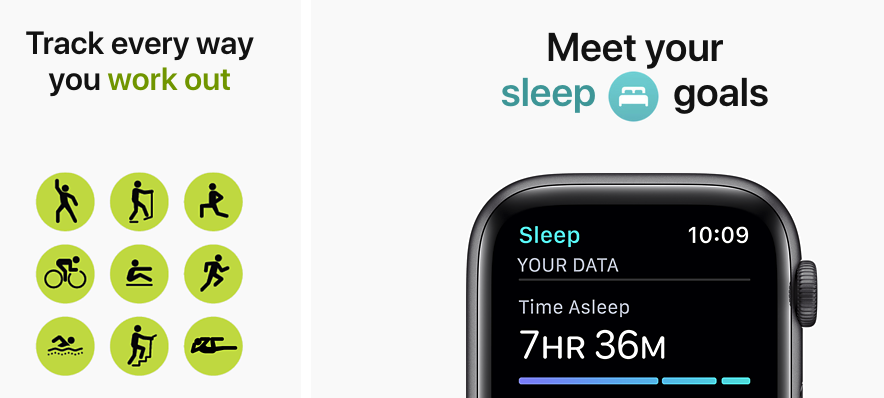 Track every way
you work out
Meet your
sleep goals
Sleep 10:09
YOUR DATA
Time Asleep
7HR 36M